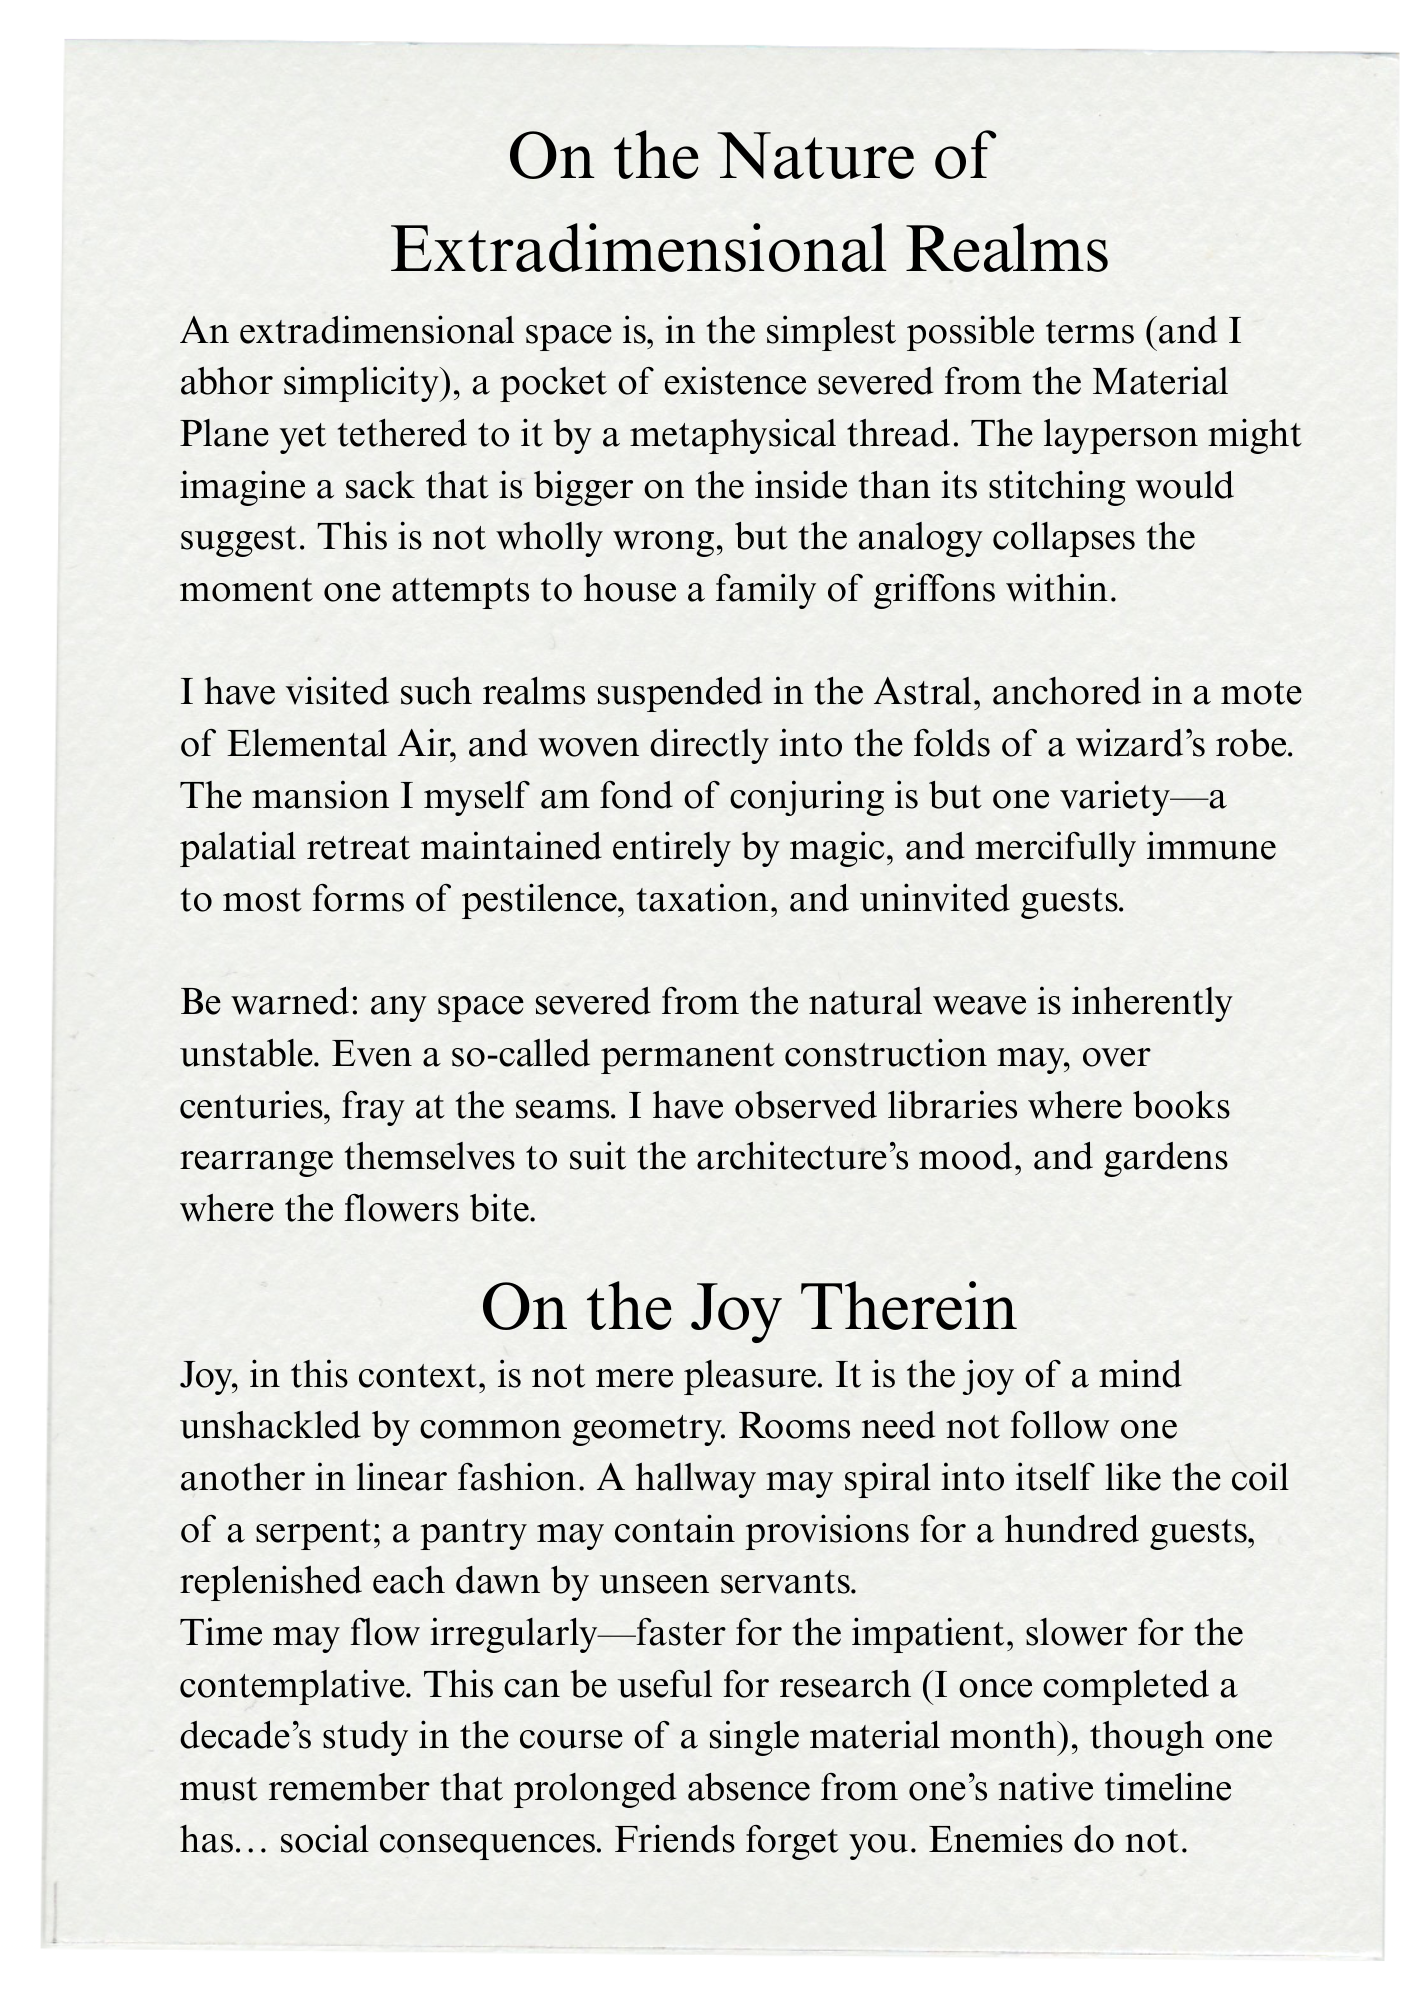 On the Nature of
Extradimensional Realms
An extradimensional space is, in the simplest possible terms (and I
abhor simplicity), a pocket of existence severed from the Material
Plane yet tethered to it by a metaphysical thread. The layperson might
imagine a sack that is bigger on the inside than its stitching would
suggest. This is not wholly wrong, but the analogy collapses the
moment one attempts to house a family of griffons within.
I have visited such realms suspended in the Astral, anchored in a mote
of Elemental Air, and woven directly into the folds of a wizard’s robe.
The mansion I myself am fond of conjuring is but one variety—a
palatial retreat maintained entirely by magic, and mercifully immune
to most forms of pestilence, taxation, and uninvited guests.
Be warned: any space severed from the natural weave is inherently
unstable. Even a so-called permanent construction may, over
centuries, fray at the seams. I have observed libraries where books
rearrange themselves to suit the architecture’s mood, and gardens
where the flowers bite.
On the Joy Therein
Joy, in this context, is not mere pleasure. It is the joy of a mind
unshackled by common geometry. Rooms need not follow one
another in linear fashion. A hallway may spiral into itself like the coil
of a serpent; a pantry may contain provisions for a hundred guests,
replenished each dawn by unseen servants.
Time may flow irregularly—faster for the impatient, slower for the
contemplative. This can be useful for research (I once completed a
decade’s study in the course of a single material month), though one
must remember that prolonged absence from one’s native timeline
has… social consequences. Friends forget you. Enemies do not.